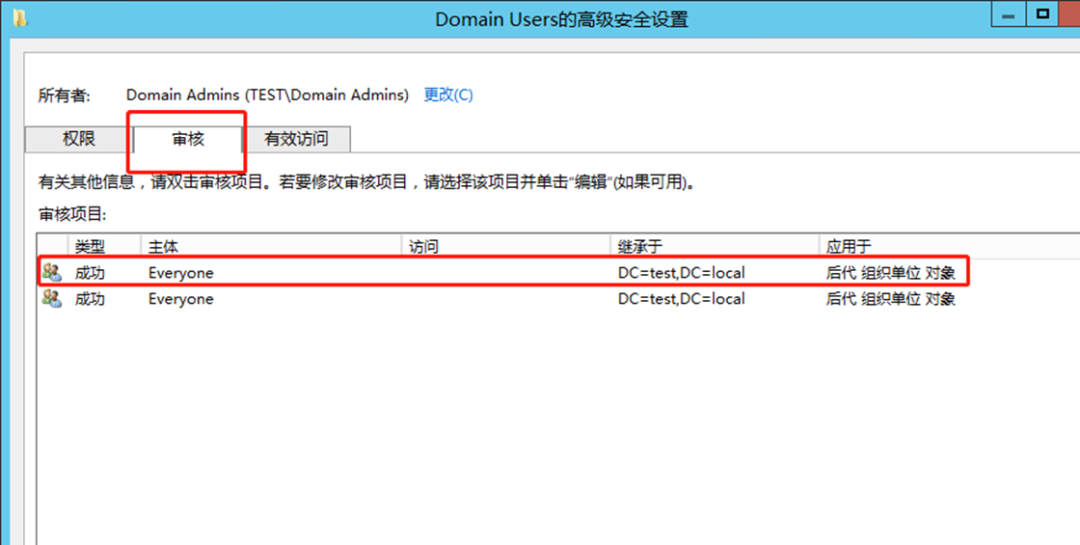 Domain Users的高级安全设置
所有者: Domain Admins (TEST\Domain Admins) 更改(C)
权限 审核 有效访问
有关其他信息，请双击审核项目。若要修改审核项目，请选择该项目并单击“编辑”(如果可用)。
审核项目:
类型 主体 访问 继承于 应用于
成功 Everyone DC=test,DC=local 后代 组织单位 对象
成功 Everyone DC=test,DC=local 后代 组织单位 对象